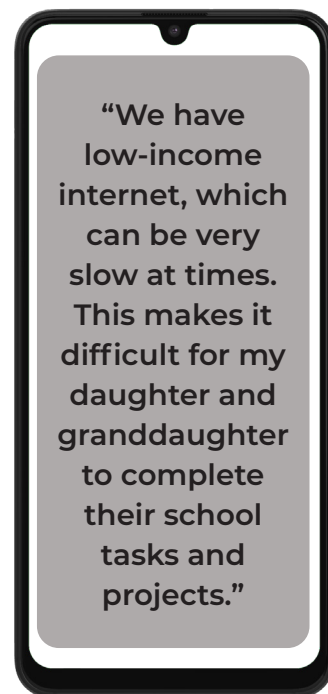 “We have
low-income
internet, which
can be very
slow at times.
This makes it
difficult for my
daughter and
granddaughter
to complete
their school
tasks and
projects.”